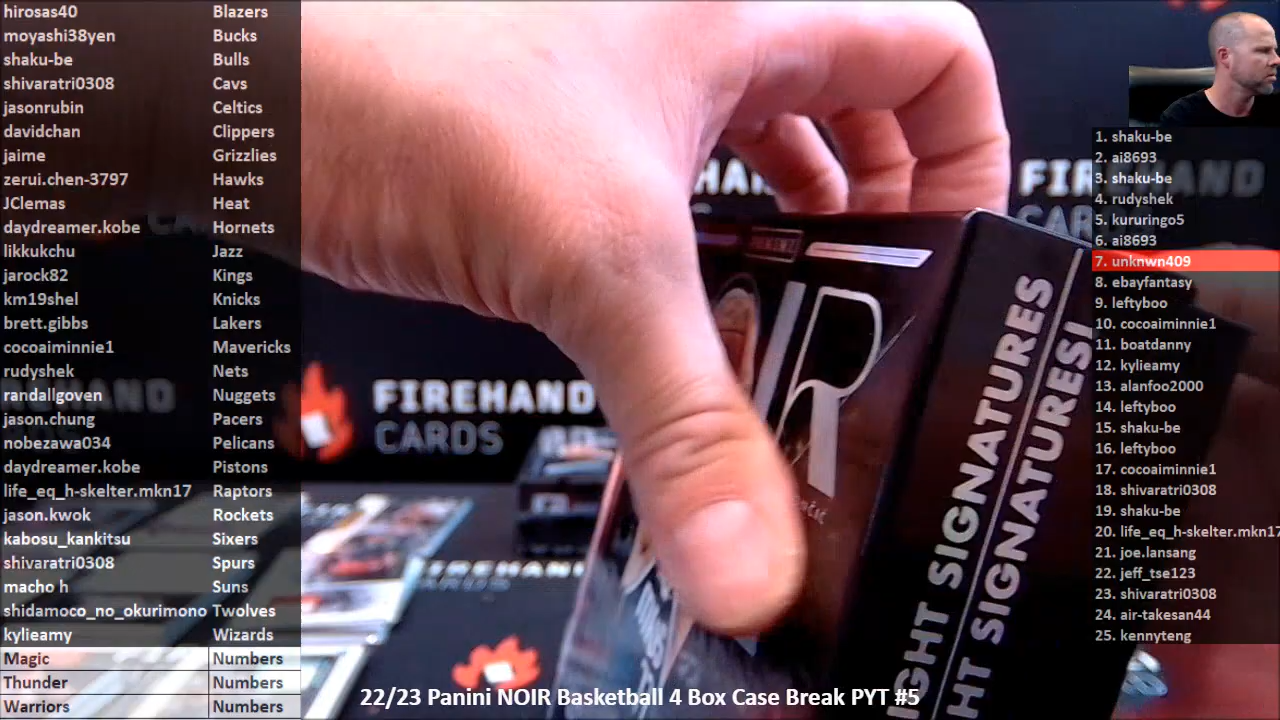 hirosas40 Blazers
moyashi38yen Bucks
shaku-be Bulls
shivaratri0308 Cavs
jasonrubin Celtics
davidchan Clippers
jaime Grizzlies
zerui.chen-3797 Hawks
JClemas Heat
daydreamer.kobe Hornets
likkukchu Jazz
jarock82 Kings
km19shel Knicks
brett.gibbs Lakers
cocoaiminnie1 Mavericks
rudyshek Nets
randallgoven Nuggets
jason.chung Pacers
nobezawa034 Pelicans
daydreamer.kobe Pistons
life_eq_h-skelter.mkn17 Raptors
jason.kwok Rockets
kabosu_kankitsu Sixers
shivaratri0308 Spurs
macho h Suns
shidamoco_no_okurimono Twolves
kylieamy Wizards
Magic Numbers
Thunder Numbers
Warriors Numbers
FIREHAND
CARDS
OIR
IGHT SIGNATURES
HT SIGNATURES!
22/23 Panini NOIR Basketball 4 Box Case Break PYT #5
1. shaku-be
2. ai8693
3. shaku-be
4. rudyshek
5. kururingo5
6. ai8693
7. unknwn409
8. ebayfantasy
9. leftyboo
10. cocoaiminnie1
11. boatdanny
12. kylieamy
13. alanfoo2000
14. leftyboo
15. shaku-be
16. leftyboo
17. cocoaiminnie1
18. shivaratri0308
19. shaku-be
20. life_eq_h-skelter.mkn17
21. joe.lansang
22. jeff_tse123
23. shivaratri0308
24. air-takesan44
25. kennyteng